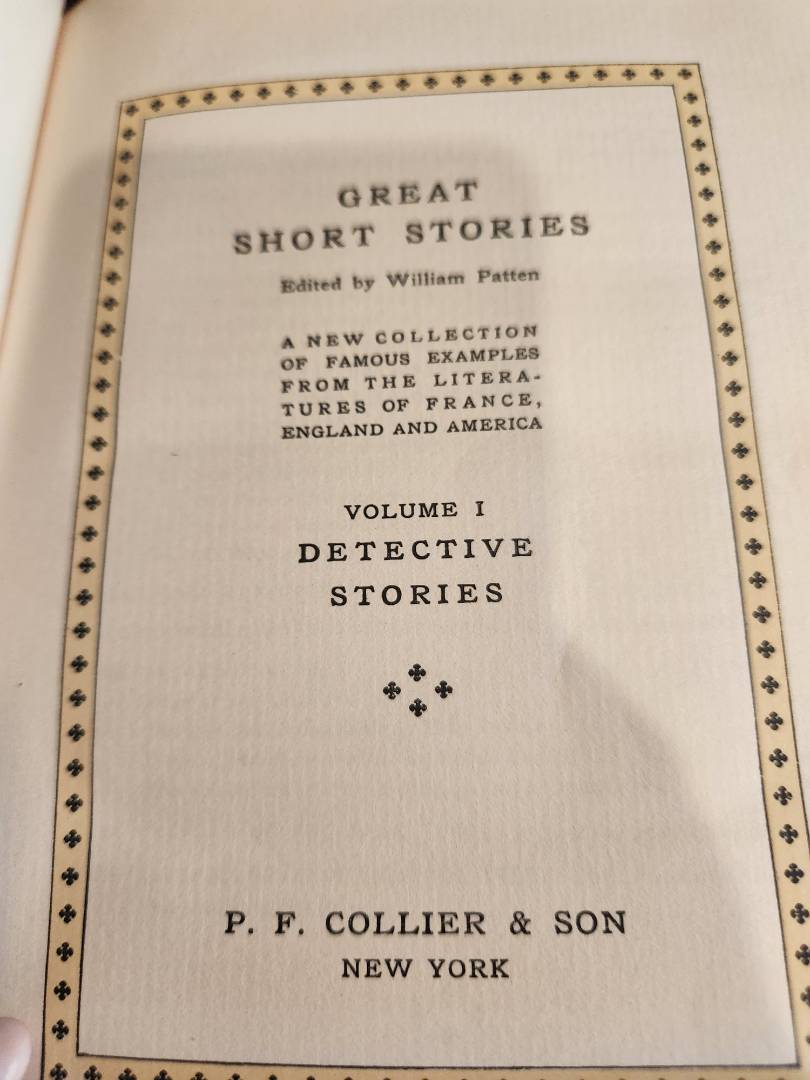 GREAT
SHORT STORIES
Edited by William Patten
A NEW COLLECTION
OF FAMOUS EXAMPLES
FROM THE LITERA-
TURES OF FRANCE,
ENGLAND AND AMERICA
VOLUME I
DETECTIVE
STORIES
P. F. COLLIER & SON
NEW YORK